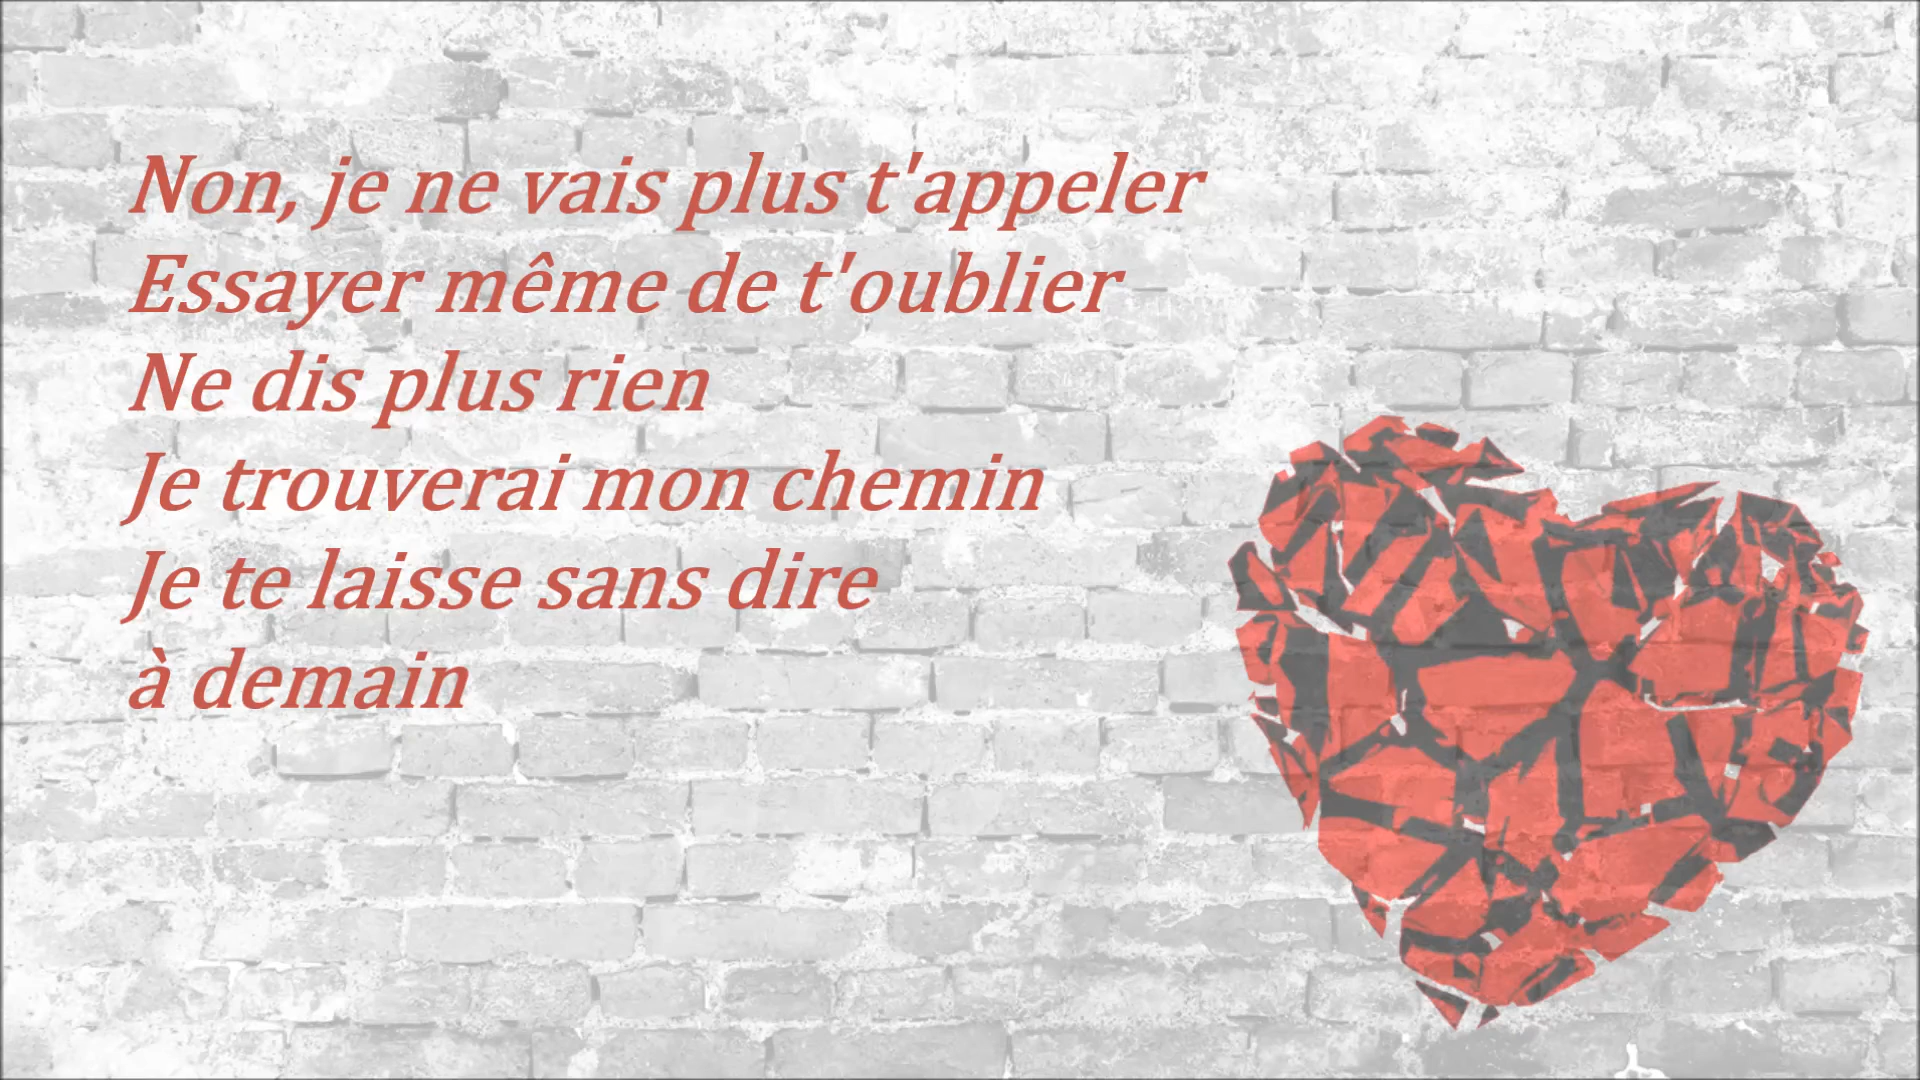 Non, je ne vais plus t'appeler
Essayer même de t'oublier
Ne dis plus rien
Je trouverai mon chemin
Je te laisse sans dire
à demain